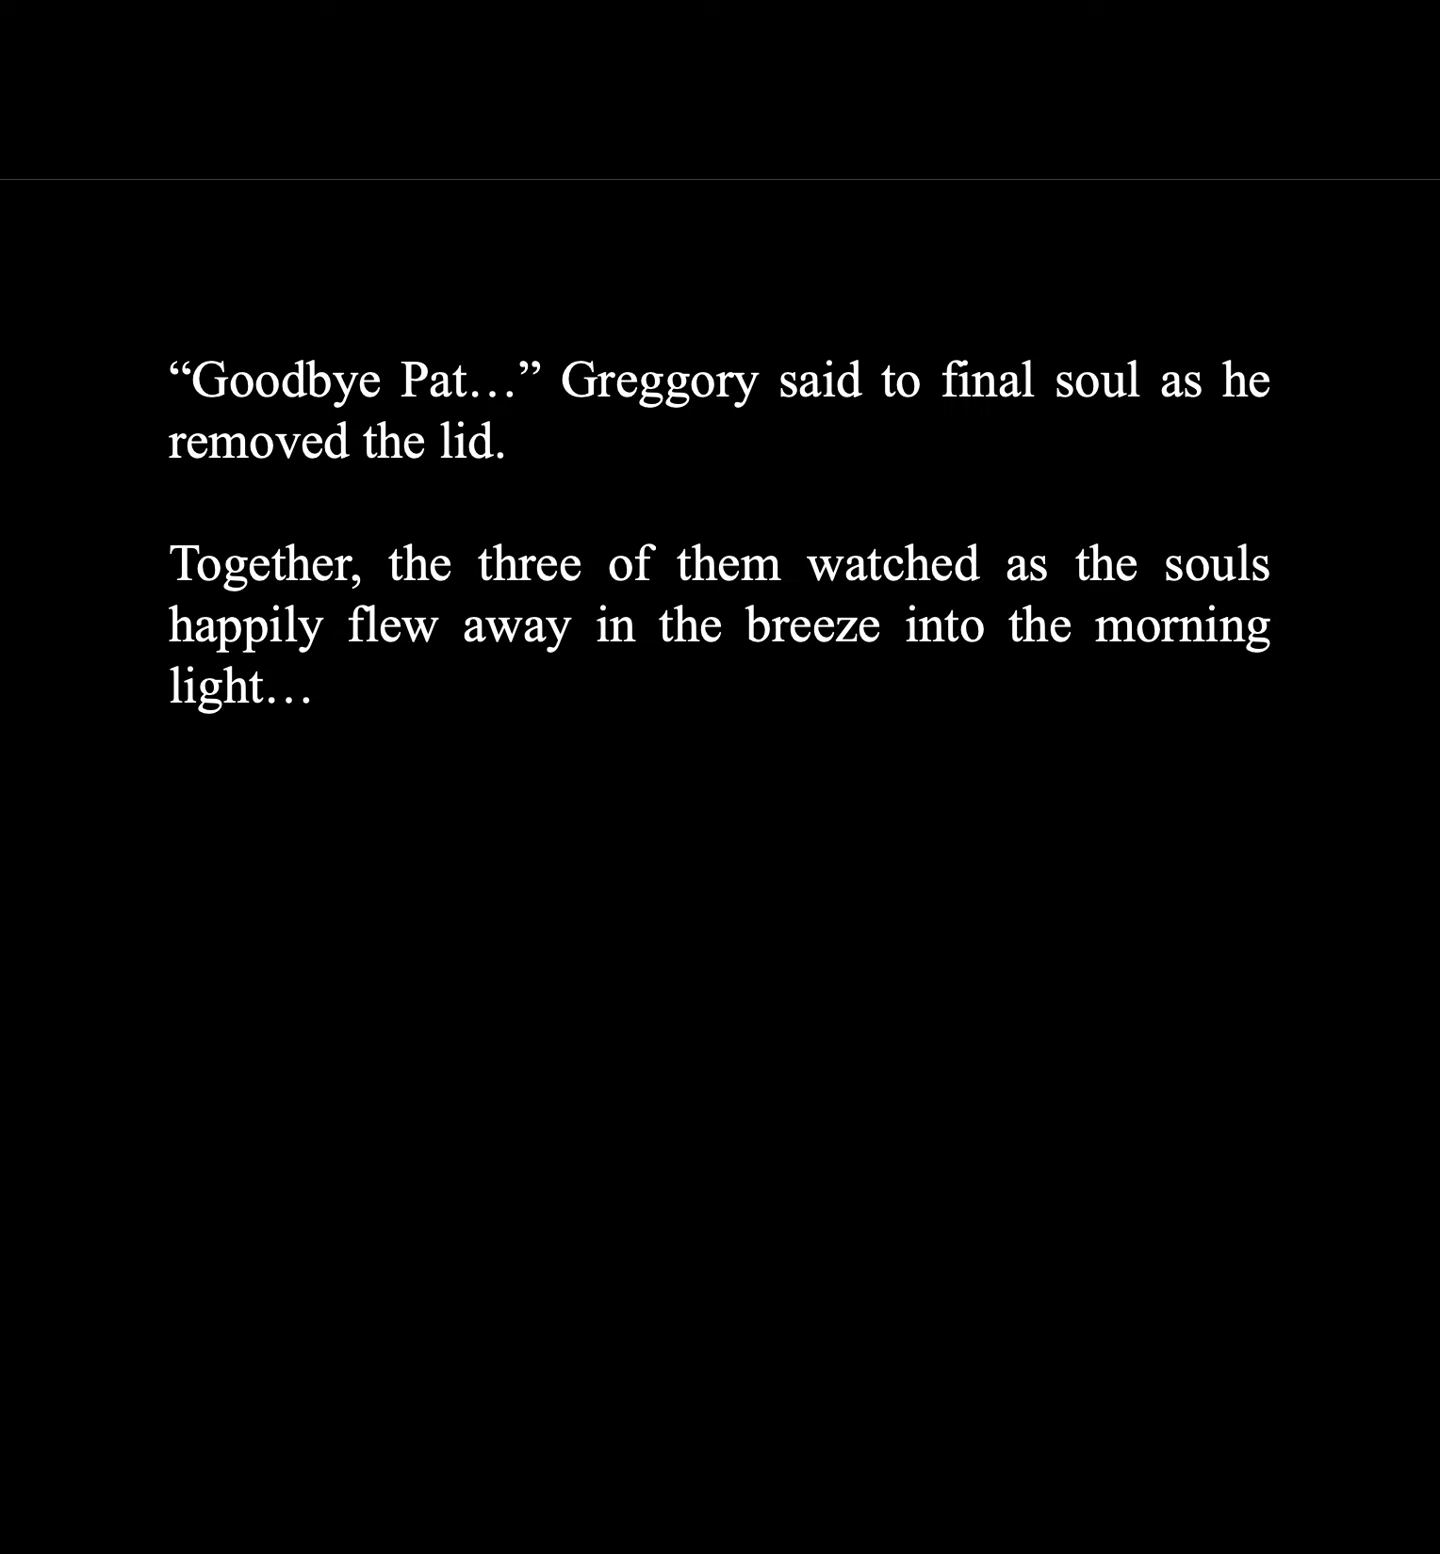 “Goodbye Pat…” Greggory said to final soul as he
removed the lid.
Together, the three of them watched as the souls
happily flew away in the breeze into the morning
light…